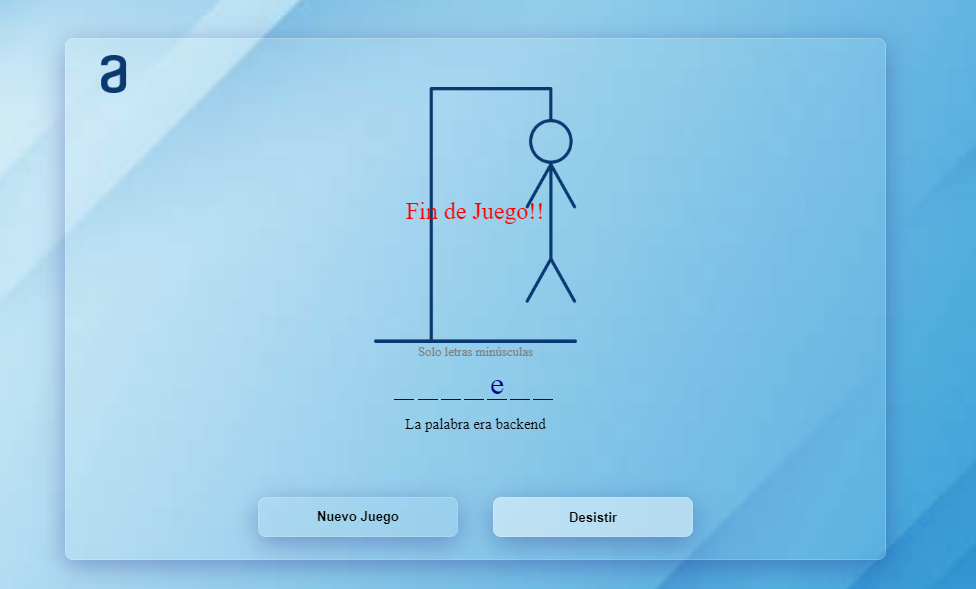 a
Fin de Juego!!
Solo letras minúsculas
_ _ _ _ e _ _
La palabra era backend
Nuevo Juego
Desistir